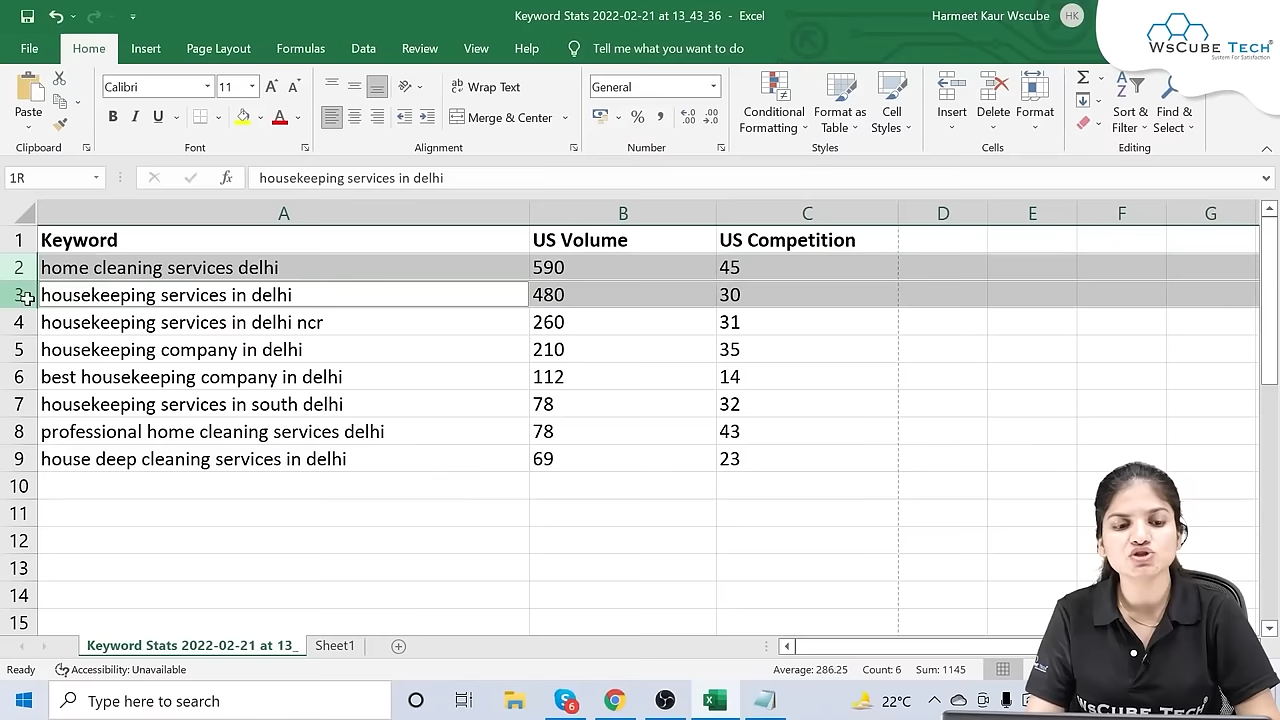 Keyword Stats 2022-02-21 at 13_43_36 - Excel
Harmeet Kaur Wscube
HK
WsCube Tech
System For Satisfaction
File Home Insert Page Layout Formulas Data Review View Help Tell me what you want to do
Paste
Calibri 11
B I U A
Wrap Text
Merge & Center
General
% ,
Conditional Formatting
Format as Table
Cell Styles
Insert Delete Format
Sort & Filter
Find & Select
Clipboard Font Alignment Number Styles Cells Editing
1R fx housekeeping services in delhi
A B C D E F G
1 Keyword US Volume US Competition
2 home cleaning services delhi 590 45
3 housekeeping services in delhi 480 30
4 housekeeping services in delhi ncr 260 31
5 housekeeping company in delhi 210 35
6 best housekeeping company in delhi 112 14
7 housekeeping services in south delhi 78 32
8 professional home cleaning services delhi 78 43
9 house deep cleaning services in delhi 69 23
10
11
12
13
14
15
Keyword Stats 2022-02-21 at 13_ Sheet1
Ready Accessibility: Unavailable Average: 286.25 Count: 6 Sum: 1145
Type here to search
6
22°C
WsCube Tech